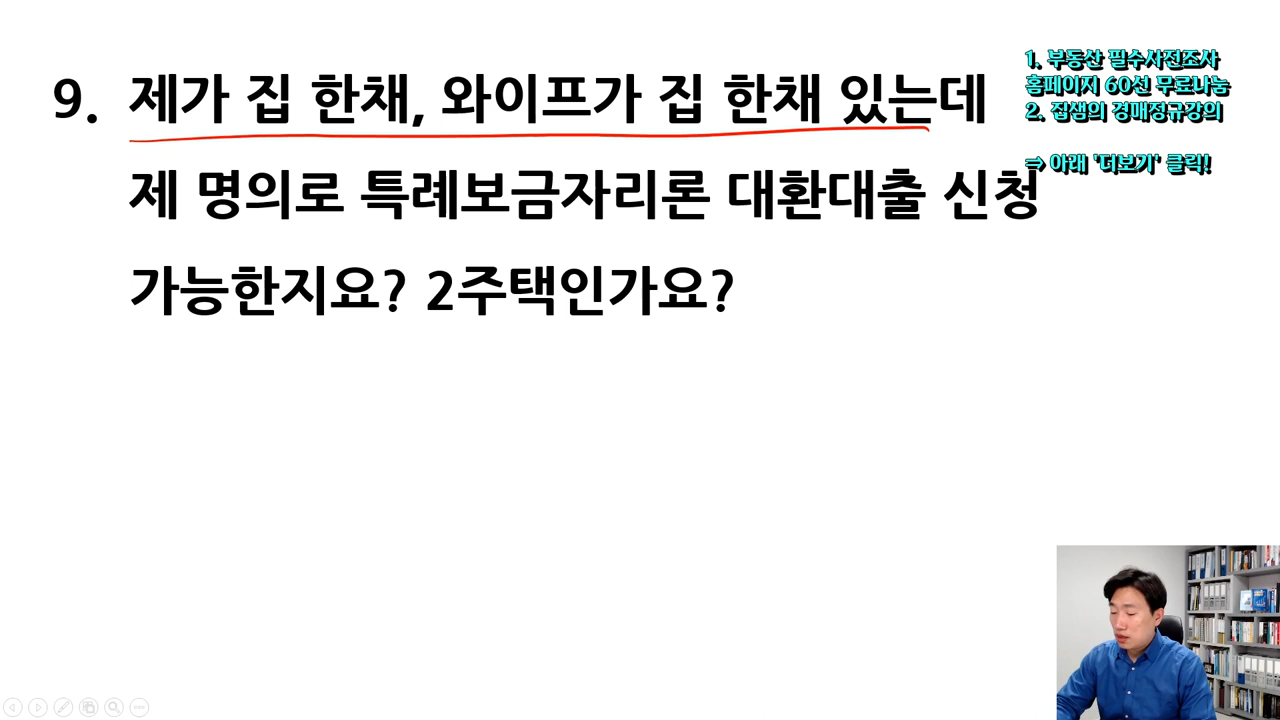 9. 제가 집 한채, 와이프가 집 한채 있는데
제 명의로 특례보금자리론 대환대출 신청
가능한지요? 2주택인가요?
1. 부동산 필수사전조사
홈페이지 60선 무료나눔
2. 집샘의 경매정규강의
⇒ 아래 '더보기' 클릭!